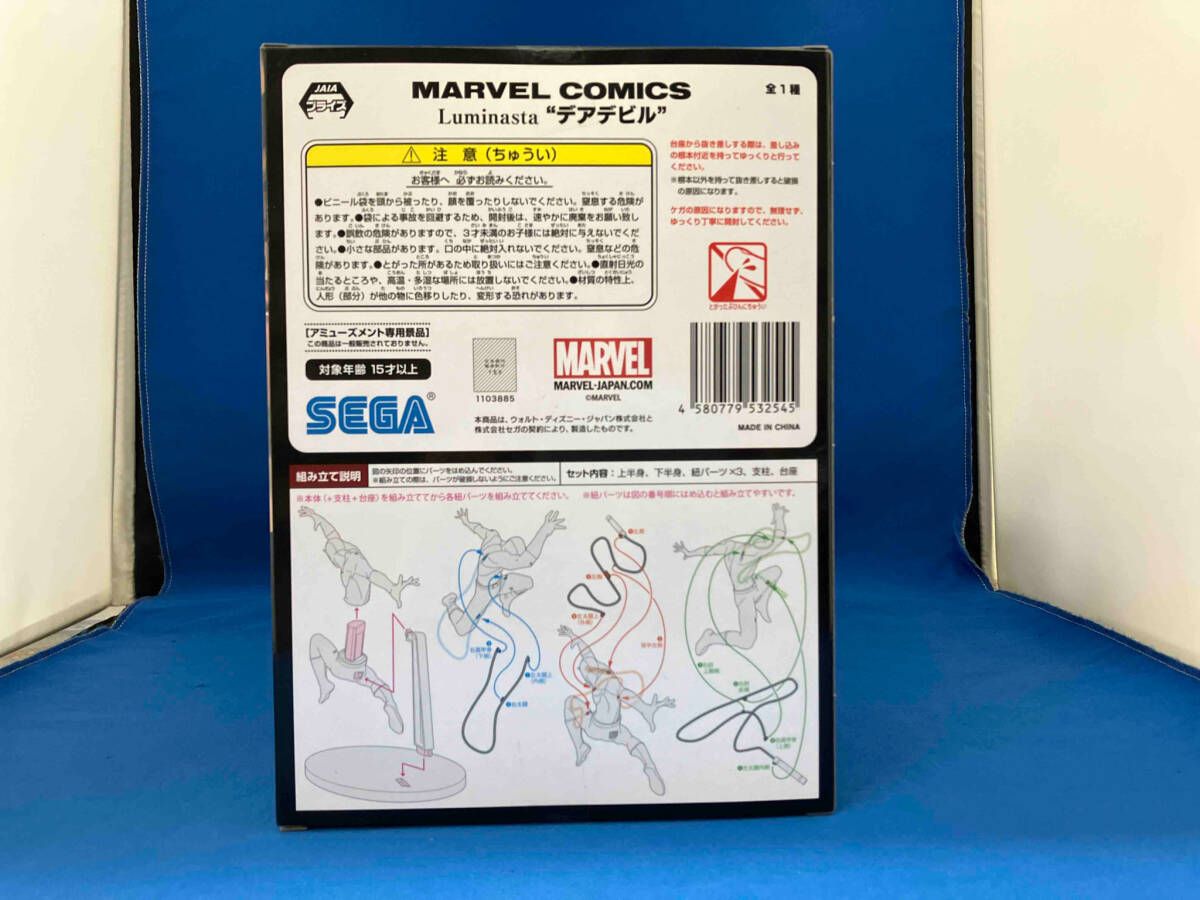 JAIA
プライズ
MARVEL COMICS
Luminasta “デアデビル”
全1種
⚠ 注 意（ちゅうい）
お客様へ 必ずお読みください。
●ビニール袋を頭から被ったり、顔を覆ったりしないでください。窒息する危険が
あります。●袋による事故を回避するため、開封後は、速やかに廃棄をお願い致し
ます。●誤飲の危険がありますので、3才未満のお子様には絶対に与えないでくだ
さい。●小さな部品があります。口の中に絶対入れないでください。窒息などの危
険があります。●とがった所があるため取り扱いにはご注意ください。●直射日光の
当たるところや、高温・多湿な場所には放置しないでください。●材質の特性上、
人形（部分）が他の物に色移りしたり、変形する恐れがあります。
台座から抜き差しする際は、差し込み
の根本付近を持ってゆっくりと行って
ください。
※根本以外を持って抜き差しすると破損
の原因になります。
ケガの原因になりますので、無理せず、
ゆっくり丁寧に開封してください。
とがったぶぶんにちゅうい
［アミューズメント専用景品］
この商品は一般販売されておりません。
対象年齢 15才以上
SEGA®
1103885
MARVEL
MARVEL-JAPAN.COM
©MARVEL
本商品は、ウォルト・ディズニー・ジャパン株式会社と
株式会社セガの契約により、製造したものです。
4 580779 532545
MADE IN CHINA
組み立て説明
図の矢印の位置にパーツをはめ込んでください。
※組み立ての際は、パーツが破損しないようにご注意ください。
セット内容：上半身、下半身、紐パーツ×3、支柱、台座
※本体（＋支柱＋台座）を組み立ててから各紐パーツを組み立ててください。
※紐パーツは図の番号順にはめ込むと組み立てやすいです。